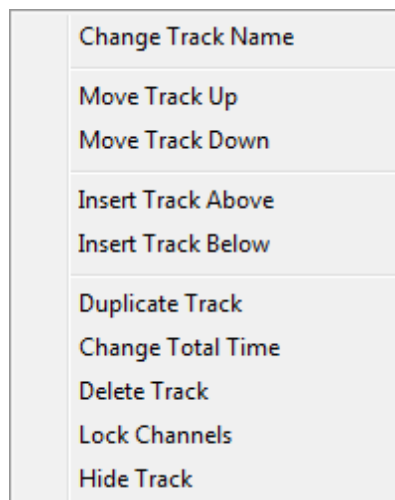 Change Track Name
Move Track Up
Move Track Down
Insert Track Above
Insert Track Below
Duplicate Track
Change Total Time
Delete Track
Lock Channels
Hide Track